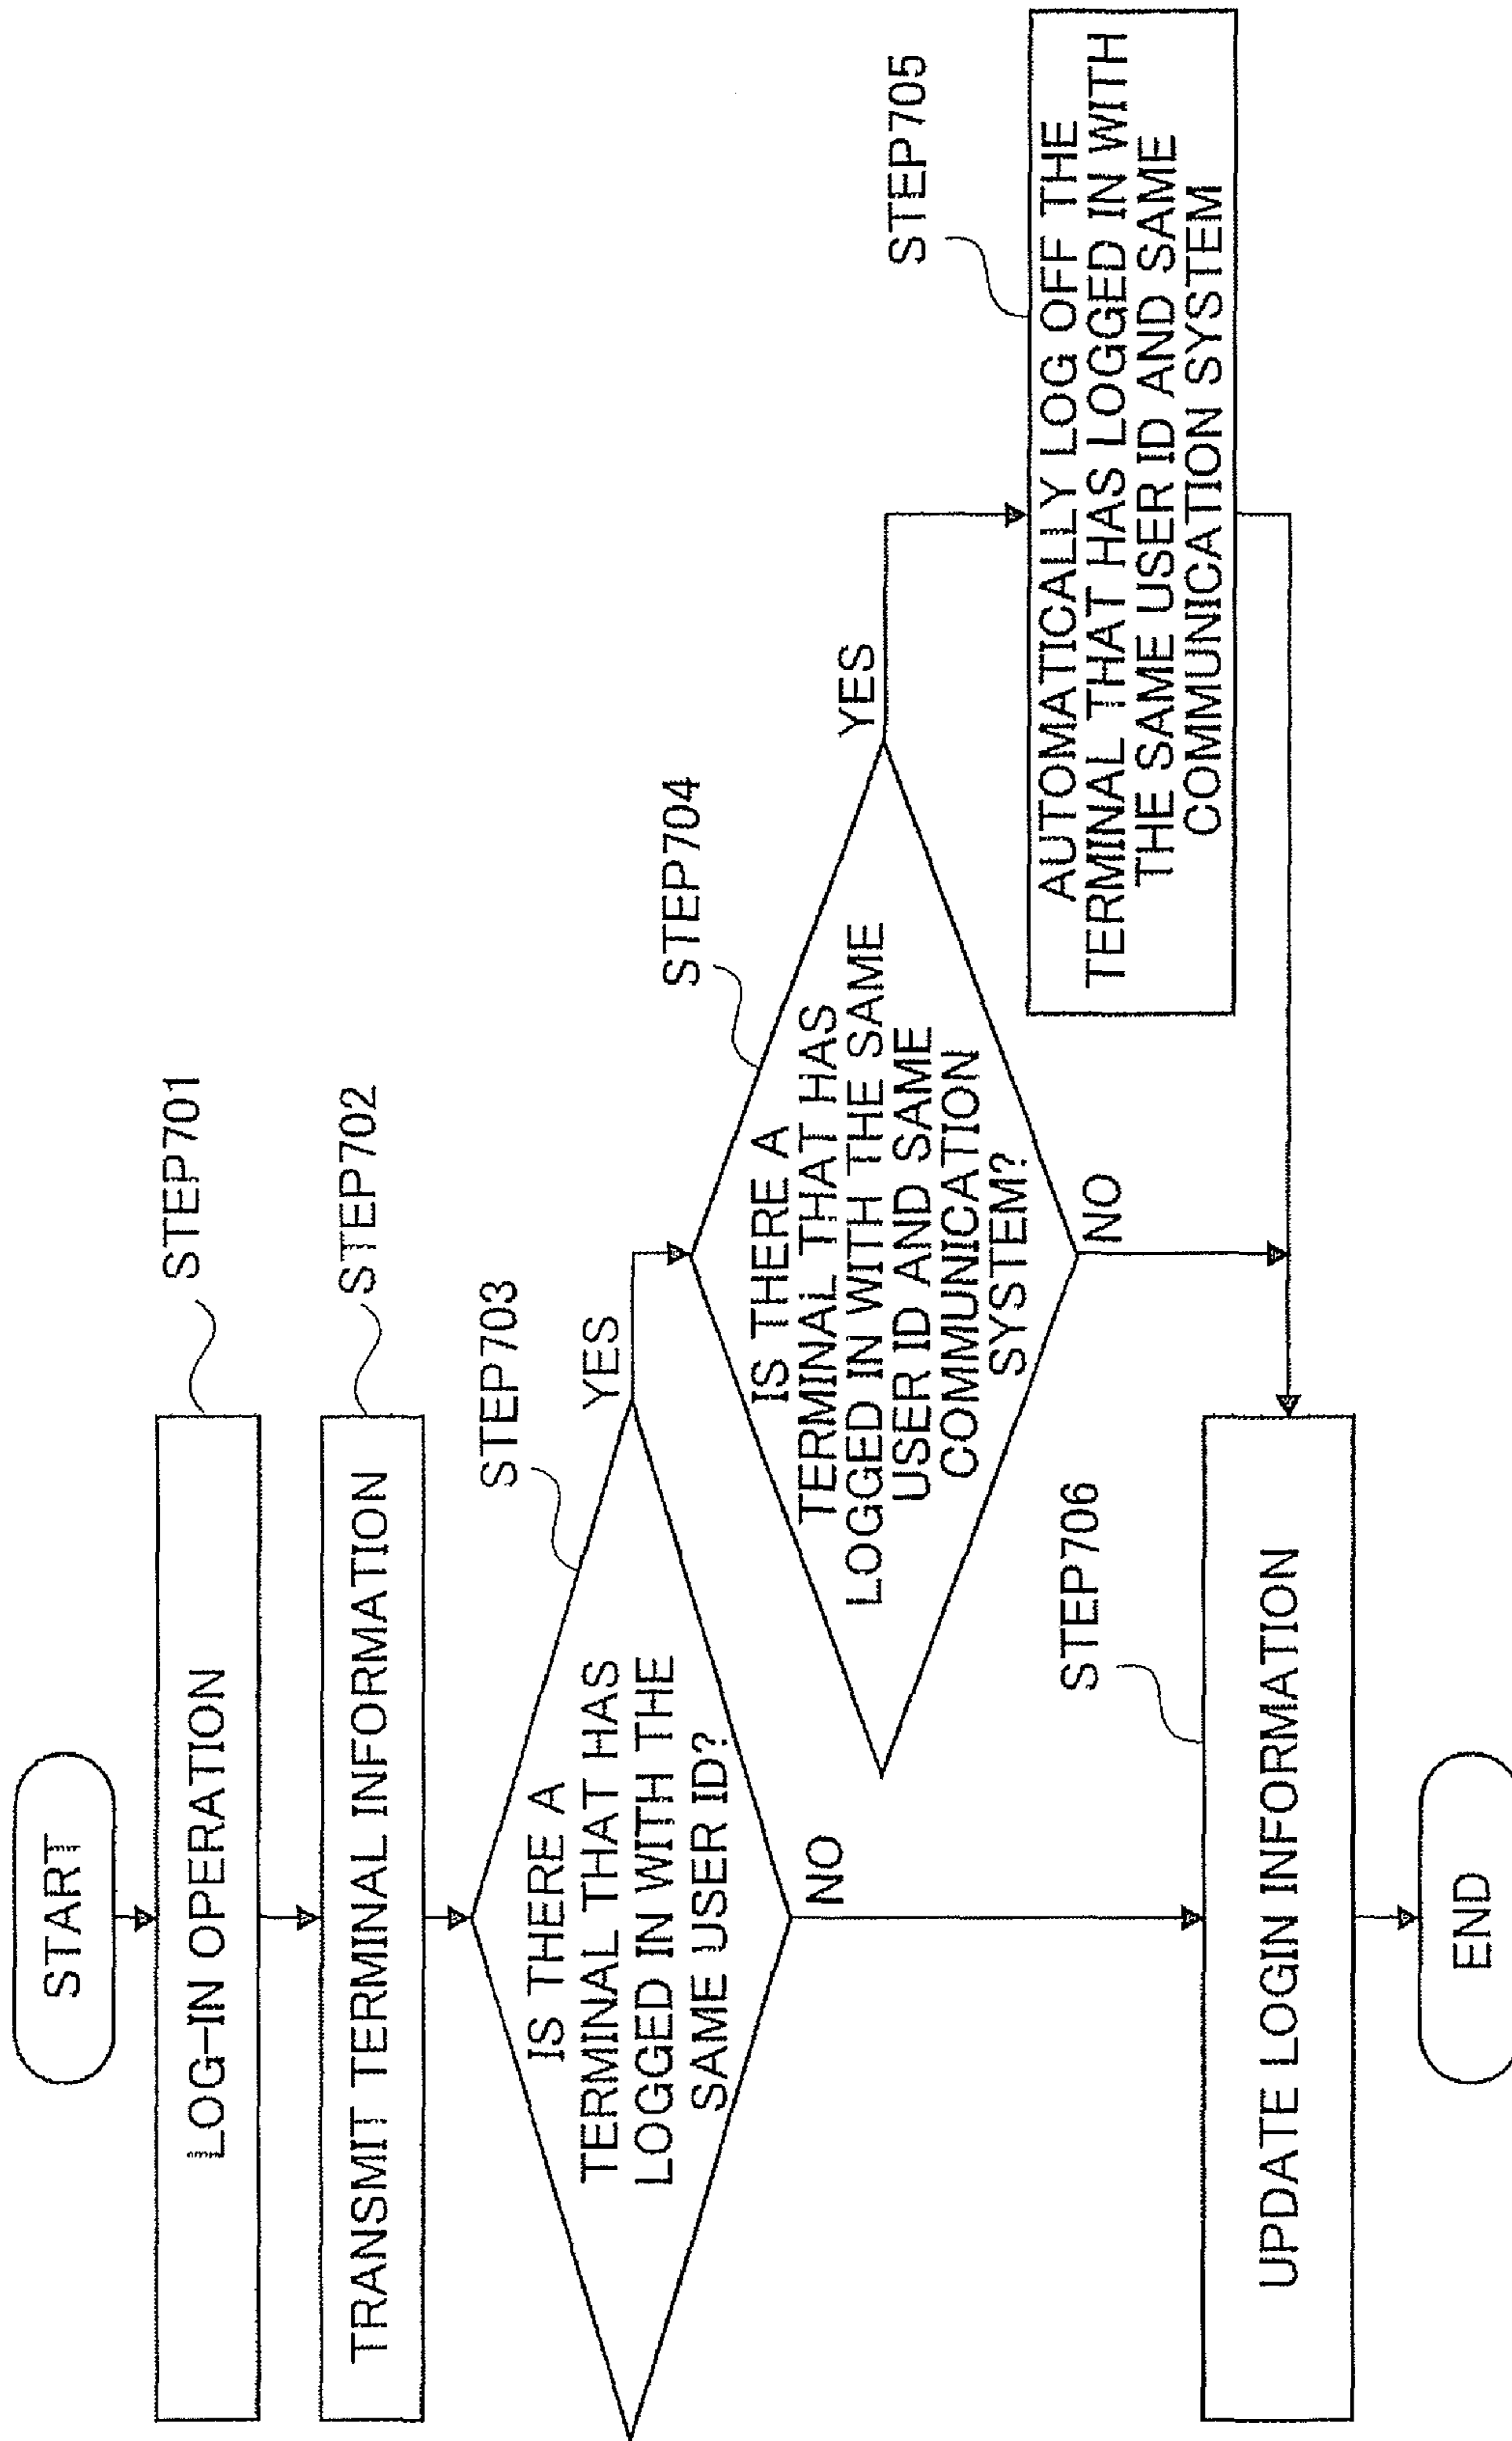 START
LOG-IN OPERATION
STEP701
TRANSMIT TERMINAL INFORMATION
STEP702
IS THERE A
TERMINAL THAT HAS
LOGGED IN WITH THE
SAME USER ID?
STEP703
YES
NO
IS THERE A
TERMINAL THAT HAS
LOGGED IN WITH THE SAME
USER ID AND SAME
COMMUNICATION
SYSTEM?
STEP704
YES
NO
AUTOMATICALLY LOG OFF THE
TERMINAL THAT HAS LOGGED IN WITH
THE SAME USER ID AND SAME
COMMUNICATION SYSTEM
STEP705
UPDATE LOGIN INFORMATION
STEP706
END